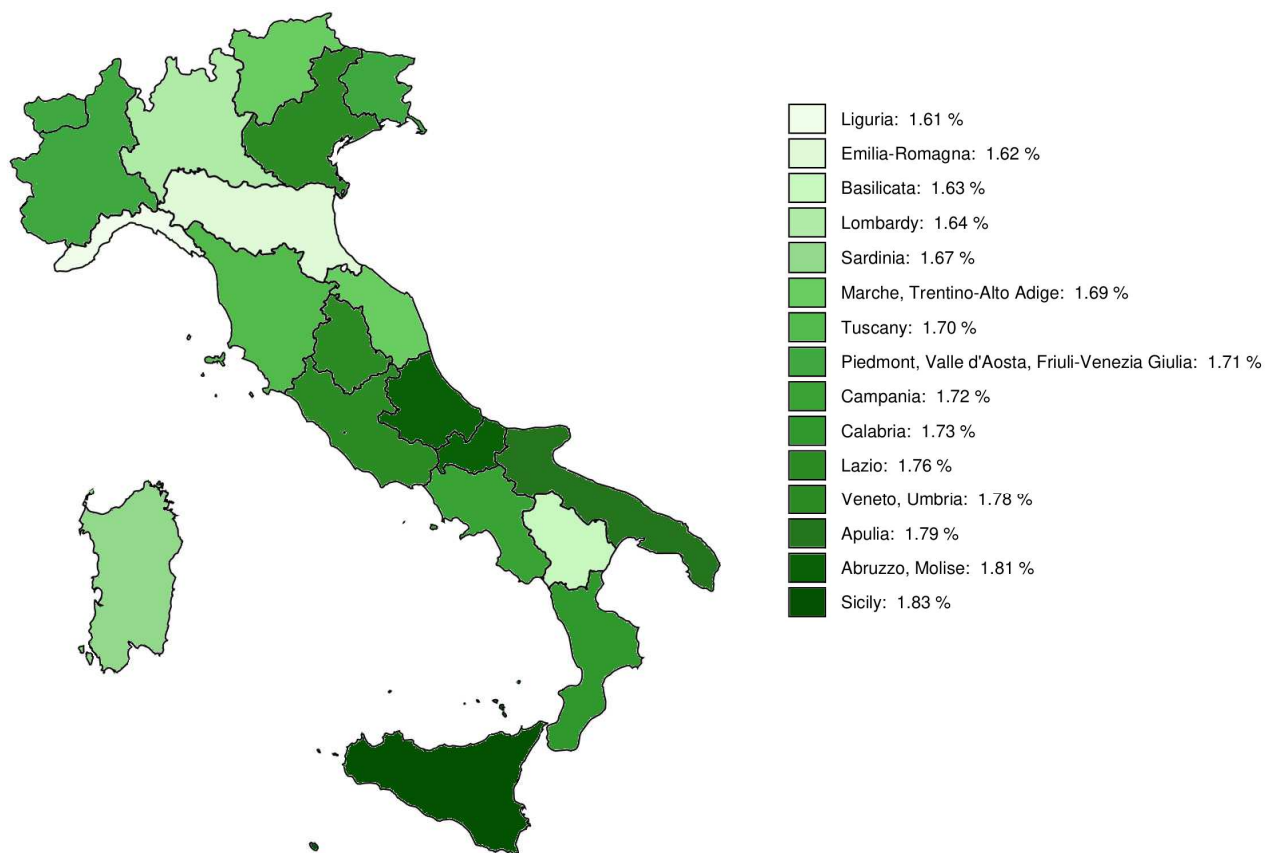 Liguria: 1.61 %
Emilia-Romagna: 1.62 %
Basilicata: 1.63 %
Lombardy: 1.64 %
Sardinia: 1.67 %
Marche, Trentino-Alto Adige: 1.69 %
Tuscany: 1.70 %
Piedmont, Valle d'Aosta, Friuli-Venezia Giulia: 1.71 %
Campania: 1.72 %
Calabria: 1.73 %
Lazio: 1.76 %
Veneto, Umbria: 1.78 %
Apulia: 1.79 %
Abruzzo, Molise: 1.81 %
Sicily: 1.83 %